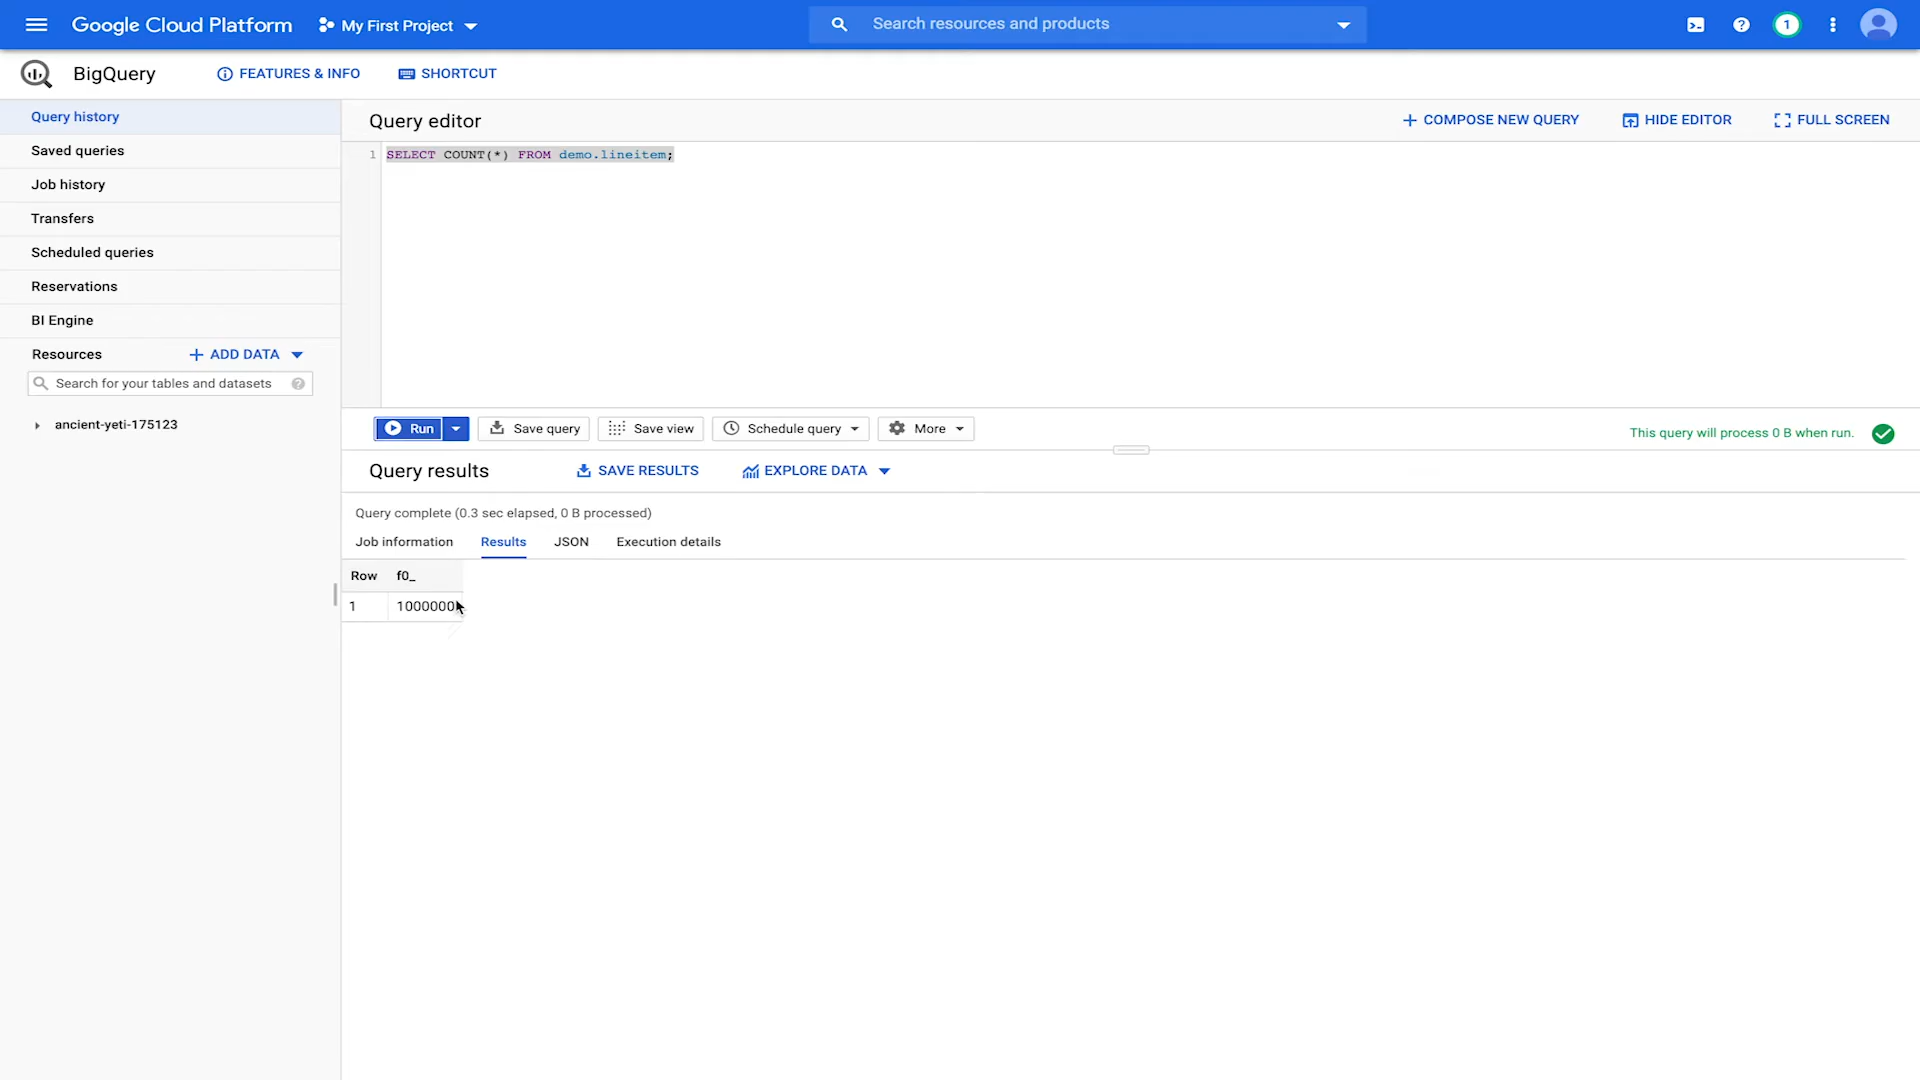 Google Cloud Platform My First Project Search resources and products 1
BigQuery FEATURES & INFO SHORTCUT
Query history
Saved queries
Job history
Transfers
Scheduled queries
Reservations
BI Engine
Resources + ADD DATA
Search for your tables and datasets
ancient-yeti-175123
Query editor + COMPOSE NEW QUERY HIDE EDITOR FULL SCREEN
1 SELECT COUNT(*) FROM demo.lineitem;
Run Save query Save view Schedule query More This query will process 0 B when run.
Query results SAVE RESULTS EXPLORE DATA
Query complete (0.3 sec elapsed, 0 B processed)
Job information Results JSON Execution details
Row f0_
1